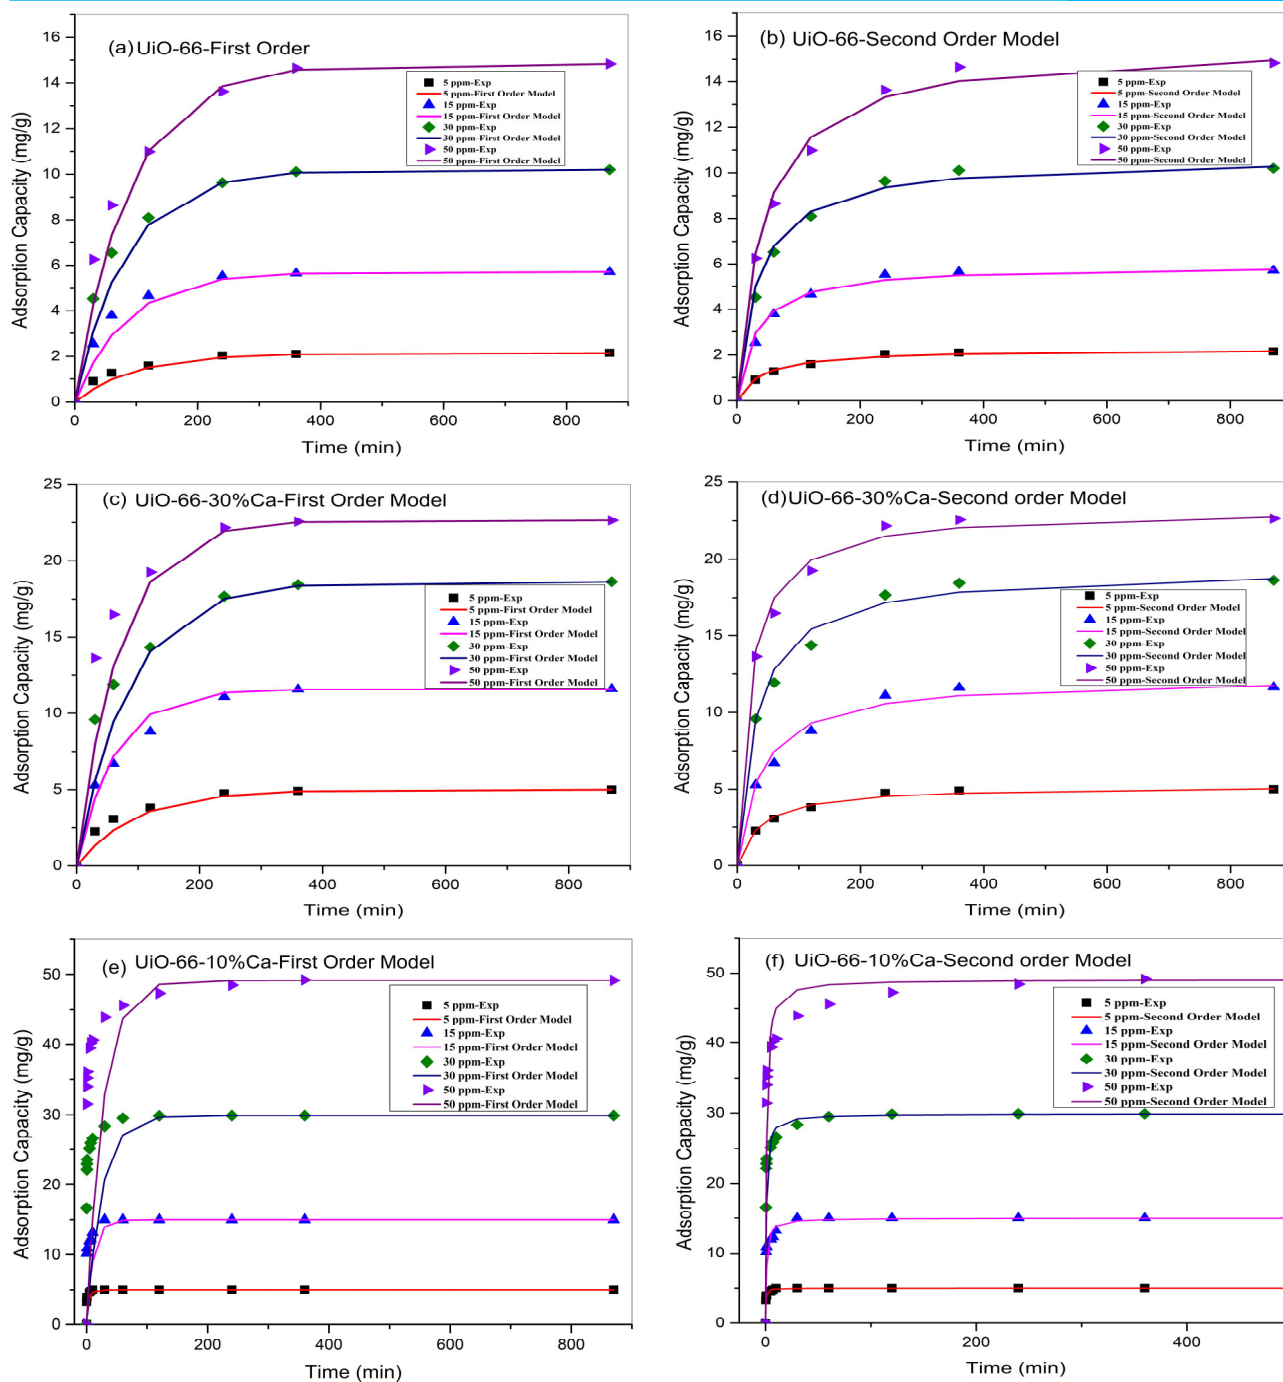 (a) UiO-66-First Order
Adsorption Capacity (mg/g)
16
14
12
10
8
6
4
2
0
5 ppm-Exp
5 ppm-First Order Model
15 ppm-Exp
15 ppm-First Order Model
30 ppm-Exp
30 ppm-First Order Model
50 ppm-Exp
50 ppm-First Order Model
0 200 400 600 800
Time (min)
(b) UiO-66-Second Order Model
Adsorption Capacity (mg/g)
16
14
12
10
8
6
4
2
0
5 ppm-Exp
5 ppm-Second Order Model
15 ppm-Exp
15 ppm-Second Order Model
30 ppm-Exp
30 ppm-Second Order Model
50 ppm-Exp
50 ppm-Second Order Model
0 200 400 600 800
Time (min)
(c) UiO-66-30%Ca-First Order Model
Adsorption Capacity (mg/g)
25
20
15
10
5
0
5 ppm-Exp
5 ppm-First Order Model
15 ppm-Exp
15 ppm-First Order Model
30 ppm-Exp
30 ppm-First Order Model
50 ppm-Exp
50 ppm-First Order Model
0 200 400 600 800
Time (min)
(d) UiO-66-30%Ca-Second order Model
Adsorption Capacity (mg/g)
25
20
15
10
5
0
5 ppm-Exp
5 ppm-Second Order Model
15 ppm-Exp
15 ppm-Second Order Model
30 ppm-Exp
30 ppm-Second Order Model
50 ppm-Exp
50 ppm-Second Order Model
0 200 400 600 800
Time (min)
(e) UiO-66-10%Ca-First Order Model
Adsorption Capacity (mg/g)
50
40
30
20
10
0
5 ppm-Exp
5 ppm-First Order Model
15 ppm-Exp
15 ppm-First Order Model
30 ppm-Exp
30 ppm-First Order Model
50 ppm-Exp
50 ppm-First Order Model
0 200 400 600 800
Time (min)
(f) UiO-66-10%Ca-Second order Model
Adsorption Capacity (mg/g)
50
40
30
20
10
0
5 ppm-Exp
5 ppm-Second Order Model
15 ppm-Exp
15 ppm-Second Order Model
30 ppm-Exp
30 ppm-Second Order Model
50 ppm-Exp
50 ppm-Second Order Model
0 200 400
Time (min)